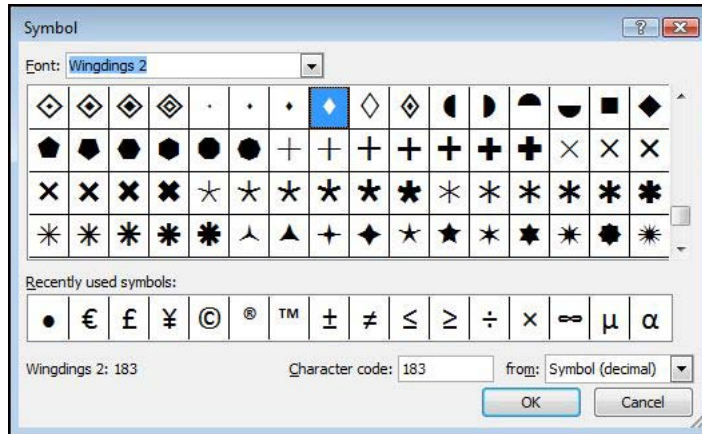 Symbol
Font: Wingdings 2
Recently used symbols:
● € £ ¥ © ® ™ ± ≠ ≤ ≥ ÷ × ∞ µ α
Wingdings 2: 183 Character code: 183 from: Symbol (decimal)
OK Cancel